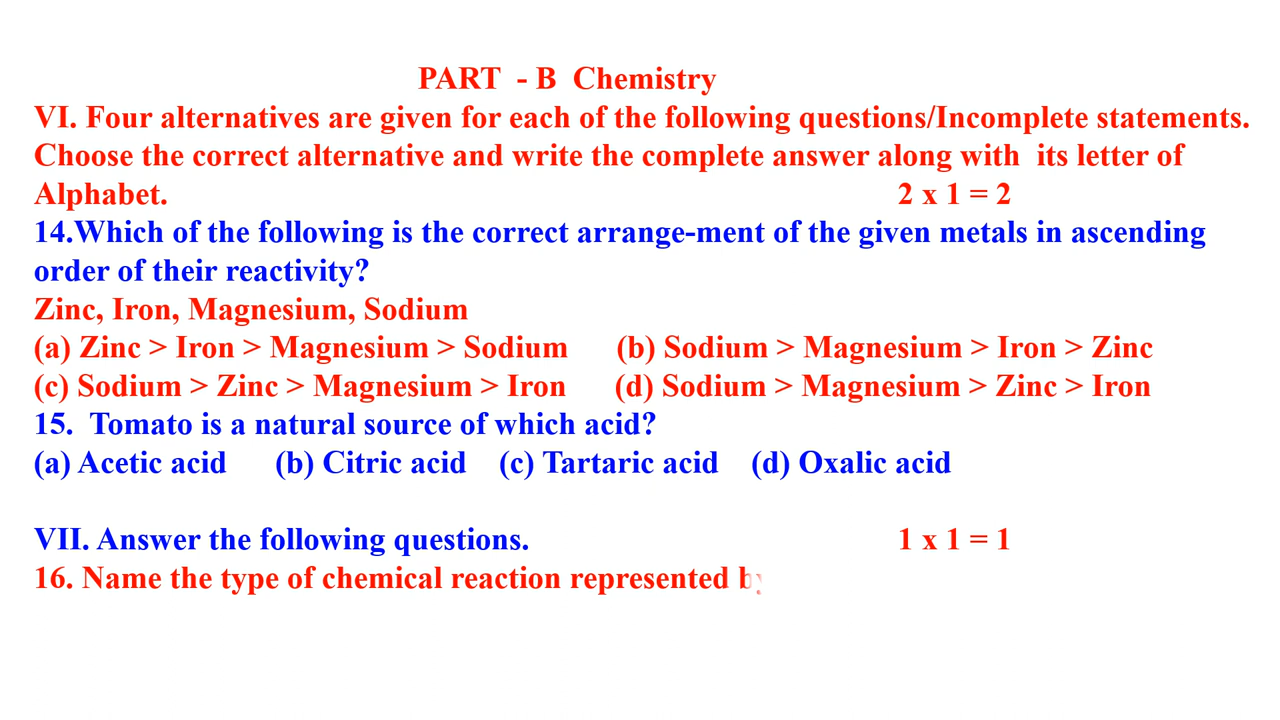 PART - B Chemistry
VI. Four alternatives are given for each of the following questions/Incomplete statements.
Choose the correct alternative and write the complete answer along with its letter of
Alphabet. 2 x 1 = 2
14.Which of the following is the correct arrange-ment of the given metals in ascending
order of their reactivity?
Zinc, Iron, Magnesium, Sodium
(a) Zinc > Iron > Magnesium > Sodium (b) Sodium > Magnesium > Iron > Zinc
(c) Sodium > Zinc > Magnesium > Iron (d) Sodium > Magnesium > Zinc > Iron
15. Tomato is a natural source of which acid?
(a) Acetic acid (b) Citric acid (c) Tartaric acid (d) Oxalic acid
VII. Answer the following questions. 1 x 1 = 1
16. Name the type of chemical reaction represented by